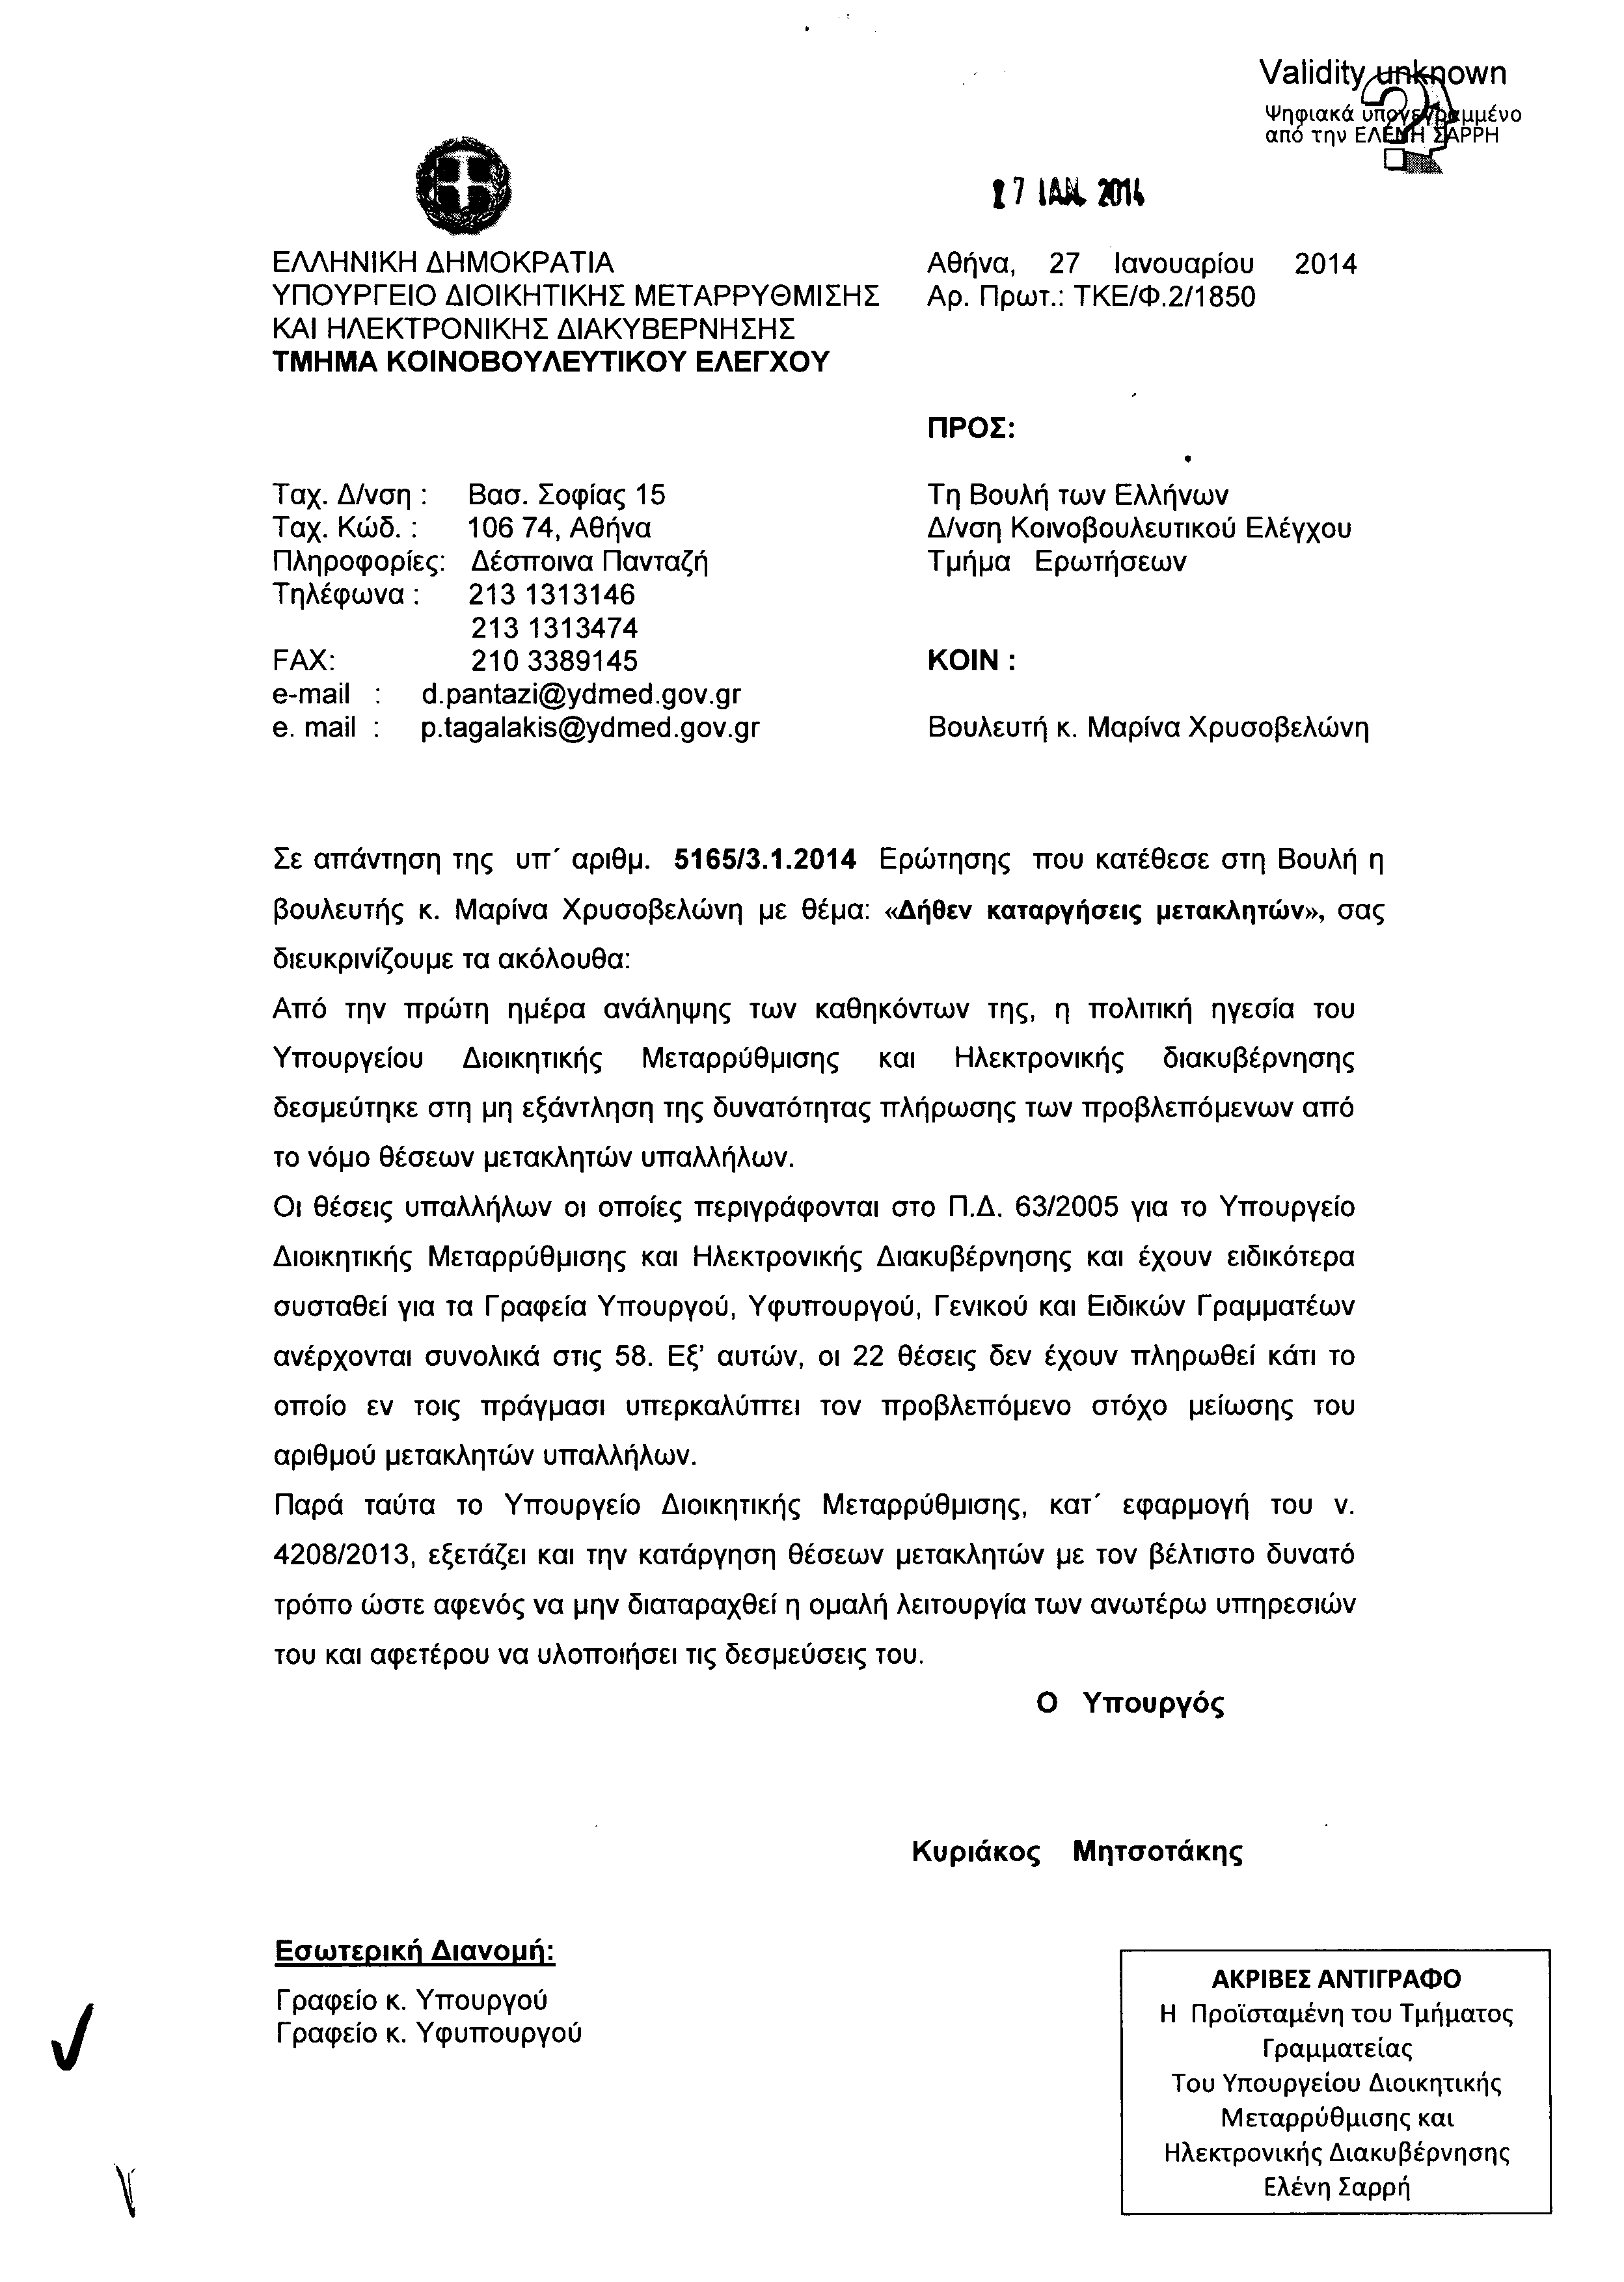 Validity unknown
Ψηφιακά υπογεγραμμένο
από την ΕΛΕΝΗ ΣΑΡΡΗ
27 ΙΑΝ. 2014
ΕΛΛΗΝΙΚΗ ΔΗΜΟΚΡΑΤΙΑ
ΥΠΟΥΡΓΕΙΟ ΔΙΟΙΚΗΤΙΚΗΣ ΜΕΤΑΡΡΥΘΜΙΣΗΣ
ΚΑΙ ΗΛΕΚΤΡΟΝΙΚΗΣ ΔΙΑΚΥΒΕΡΝΗΣΗΣ
ΤΜΗΜΑ ΚΟΙΝΟΒΟΥΛΕΥΤΙΚΟΥ ΕΛΕΓΧΟΥ
Αθήνα, 27 Ιανουαρίου 2014
Αρ. Πρωτ.: ΤΚΕ/Φ.2/1850
ΠΡΟΣ:
Ταχ. Δ/νση : Βασ. Σοφίας 15
Ταχ. Κώδ. : 106 74, Αθήνα
Πληροφορίες: Δέσποινα Πανταζή
Τηλέφωνα : 213 1313146
213 1313474
FAX: 210 3389145
e-mail : d.pantazi@ydmed.gov.gr
e. mail : p.tagalakis@ydmed.gov.gr
Τη Βουλή των Ελλήνων
Δ/νση Κοινοβουλευτικού Ελέγχου
Τμήμα Ερωτήσεων
ΚΟΙΝ :
Βουλευτή κ. Μαρίνα Χρυσοβελώνη
Σε απάντηση της υπ΄ αριθμ. 5165/3.1.2014 Ερώτησης που κατέθεσε στη Βουλή η
βουλευτής κ. Μαρίνα Χρυσοβελώνη με θέμα: «Δήθεν καταργήσεις μετακλητών», σας
διευκρινίζουμε τα ακόλουθα:
Από την πρώτη ημέρα ανάληψης των καθηκόντων της, η πολιτική ηγεσία του
Υπουργείου Διοικητικής Μεταρρύθμισης και Ηλεκτρονικής διακυβέρνησης
δεσμεύτηκε στη μη εξάντληση της δυνατότητας πλήρωσης των προβλεπόμενων από
το νόμο θέσεων μετακλητών υπαλλήλων.
Οι θέσεις υπαλλήλων οι οποίες περιγράφονται στο Π.Δ. 63/2005 για το Υπουργείο
Διοικητικής Μεταρρύθμισης και Ηλεκτρονικής Διακυβέρνησης και έχουν ειδικότερα
συσταθεί για τα Γραφεία Υπουργού, Υφυπουργού, Γενικού και Ειδικών Γραμματέων
ανέρχονται συνολικά στις 58. Εξ’ αυτών, οι 22 θέσεις δεν έχουν πληρωθεί κάτι το
οποίο εν τοις πράγμασι υπερκαλύπτει τον προβλεπόμενο στόχο μείωσης του
αριθμού μετακλητών υπαλλήλων.
Παρά ταύτα το Υπουργείο Διοικητικής Μεταρρύθμισης, κατ΄ εφαρμογή του ν.
4208/2013, εξετάζει και την κατάργηση θέσεων μετακλητών με τον βέλτιστο δυνατό
τρόπο ώστε αφενός να μην διαταραχθεί η ομαλή λειτουργία των ανωτέρω υπηρεσιών
του και αφετέρου να υλοποιήσει τις δεσμεύσεις του.
Ο Υπουργός
Κυριάκος Μητσοτάκης
Εσωτερική Διανομή:
Γραφείο κ. Υπουργού
Γραφείο κ. Υφυπουργού
ΑΚΡΙΒΕΣ ΑΝΤΙΓΡΑΦΟ
Η Προϊσταμένη του Τμήματος
Γραμματείας
Του Υπουργείου Διοικητικής
Μεταρρύθμισης και
Ηλεκτρονικής Διακυβέρνησης
Ελένη Σαρρή